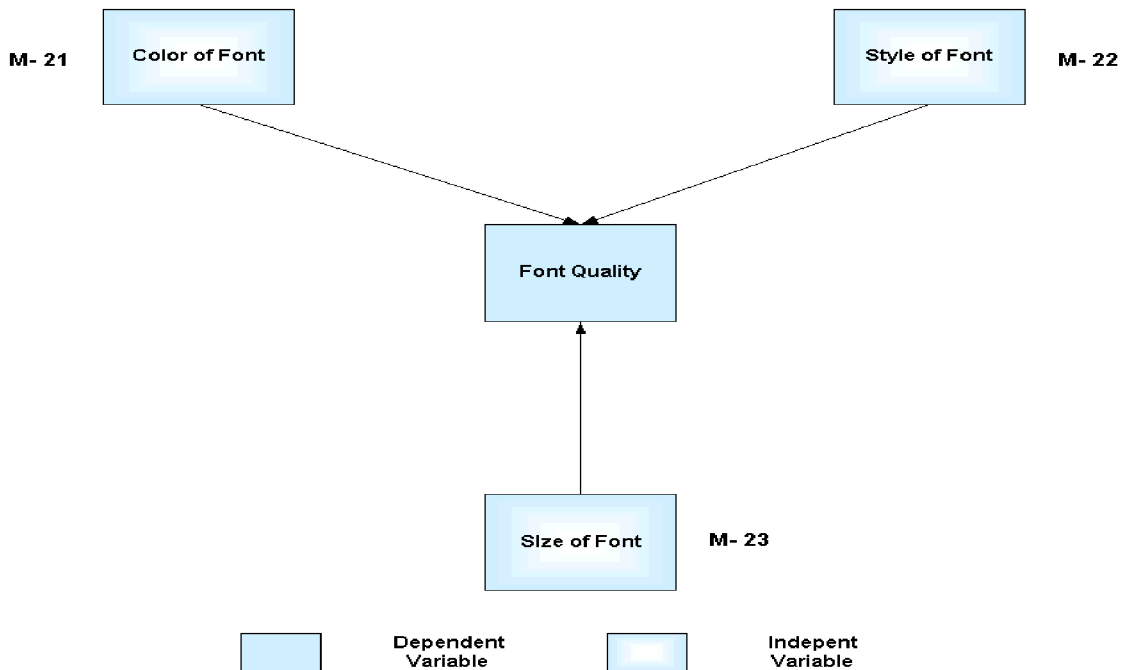 M- 21
Color of Font
Style of Font
M- 22
Font Quality
Size of Font
M- 23
Dependent
Variable
Indepent
Variable